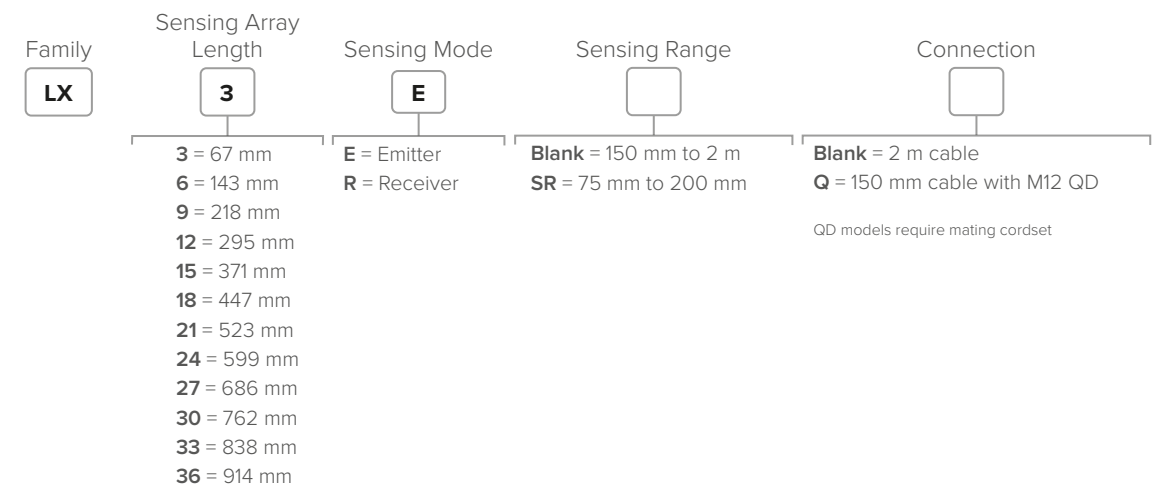 Family
LX
Sensing Array
Length
3
3 = 67 mm
6 = 143 mm
9 = 218 mm
12 = 295 mm
15 = 371 mm
18 = 447 mm
21 = 523 mm
24 = 599 mm
27 = 686 mm
30 = 762 mm
33 = 838 mm
36 = 914 mm
Sensing Mode
E
E = Emitter
R = Receiver
Sensing Range
Blank = 150 mm to 2 m
SR = 75 mm to 200 mm
Connection
Blank = 2 m cable
Q = 150 mm cable with M12 QD
QD models require mating cordset